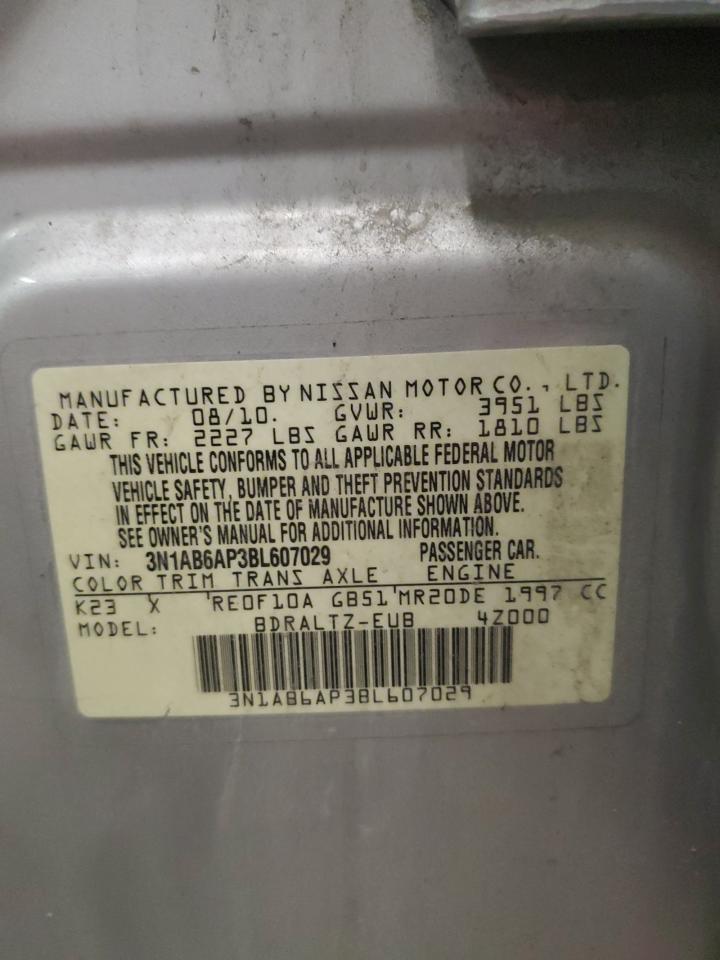 MANUFACTURED BY NISSAN MOTOR CO., LTD.
DATE: 08/10. GVWR: 3951 LBS
GAWR FR: 2227 LBS GAWR RR: 1810 LBS
THIS VEHICLE CONFORMS TO ALL APPLICABLE FEDERAL MOTOR
VEHICLE SAFETY, BUMPER AND THEFT PREVENTION STANDARDS
IN EFFECT ON THE DATE OF MANUFACTURE SHOWN ABOVE.
SEE OWNER'S MANUAL FOR ADDITIONAL INFORMATION.
VIN: 3N1AB6AP3BL607029 PASSENGER CAR.
COLOR TRIM TRANS AXLE ENGINE
K23 X 'RE0F10A GB51'MR20DE 1997 CC
MODEL: BDRALTZ-EUB 4Z000
3N1AB6AP3BL607029